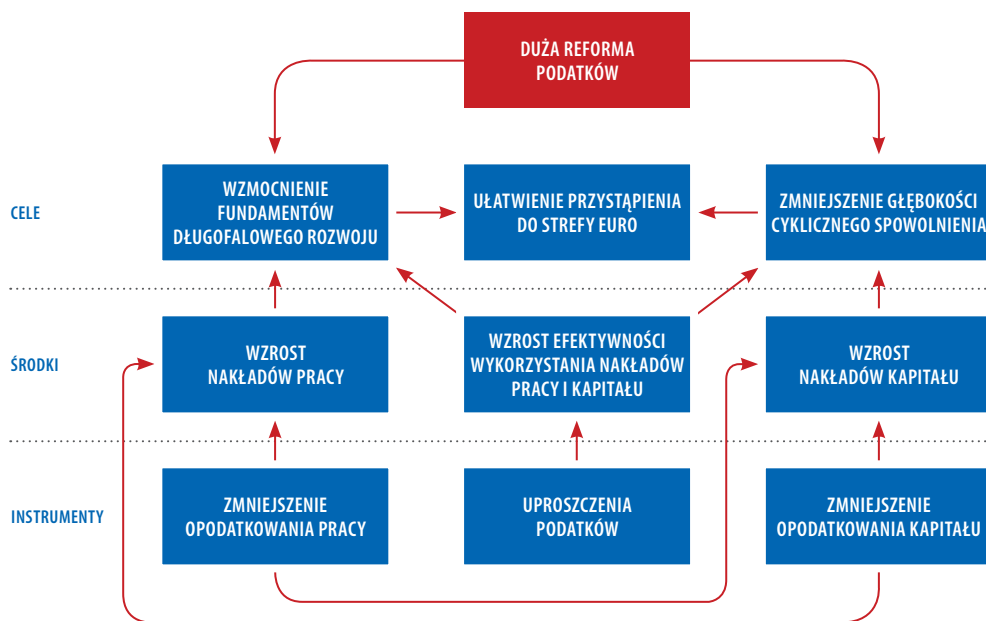 DUŻA REFORMA
PODATKÓW
CELE
WZMOCNIENIE
FUNDAMENTÓW
DŁUGOFALOWEGO ROZWOJU
UŁATWIENIE PRZYSTĄPIENIA
DO STREFY EURO
ZMNIEJSZENIE GŁĘBOKOŚCI
CYKLICZNEGO SPOWOLNIENIA
ŚRODKI
WZROST
NAKŁADÓW PRACY
WZROST EFEKTYWNOŚCI
WYKORZYSTANIA NAKŁADÓW
PRACY I KAPITAŁU
WZROST
NAKŁADÓW KAPITAŁU
INSTRUMENTY
ZMNIEJSZENIE
OPODATKOWANIA PRACY
UPROSZCZENIA
PODATKÓW
ZMNIEJSZENIE
OPODATKOWANIA KAPITAŁU